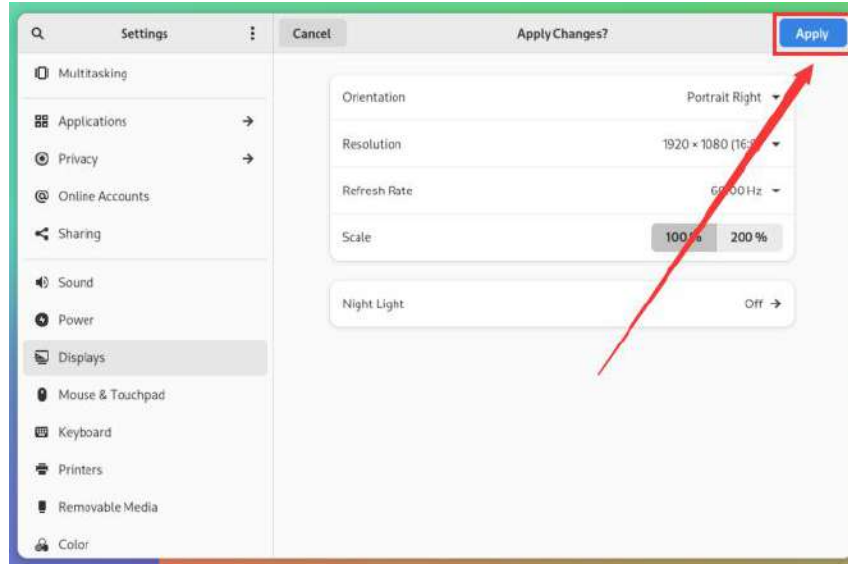 Settings
Cancel
Apply Changes?
Apply
Multitasking
Applications
Privacy
Online Accounts
Sharing
Sound
Power
Displays
Mouse & Touchpad
Keyboard
Printers
Removable Media
Color
Orientation
Portrait Right
Resolution
1920 × 1080
Refresh Rate
Hz
Scale
100 %
200 %
Night Light
Off